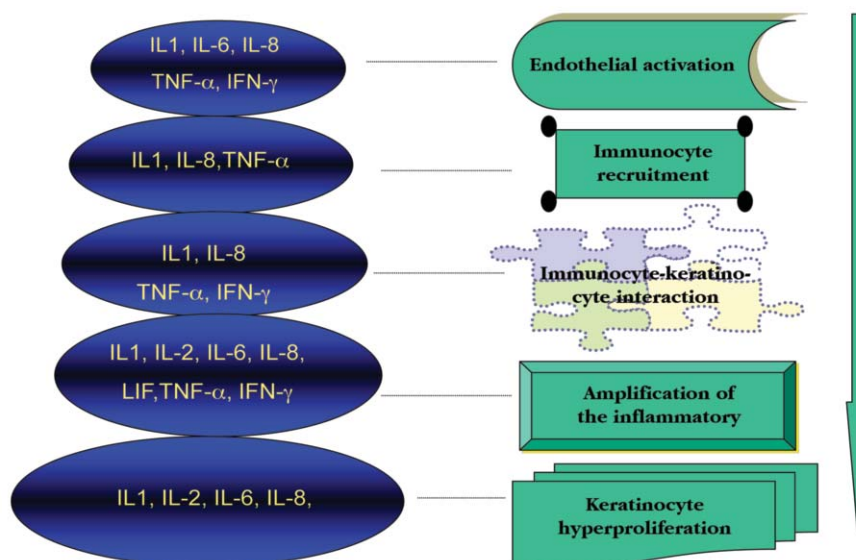 IL1, IL-6, IL-8
TNF-α, IFN-γ
Endothelial activation
IL1, IL-8,TNF-α
Immunocyte
recruitment
IL1, IL-8
TNF-α, IFN-γ
Immunocyte-keratino-
cyte interaction
IL1, IL-2, IL-6, IL-8,
LIF,TNF-α, IFN-γ
Amplification of
the inflammatory
IL1, IL-2, IL-6, IL-8,
Keratinocyte
hyperproliferation